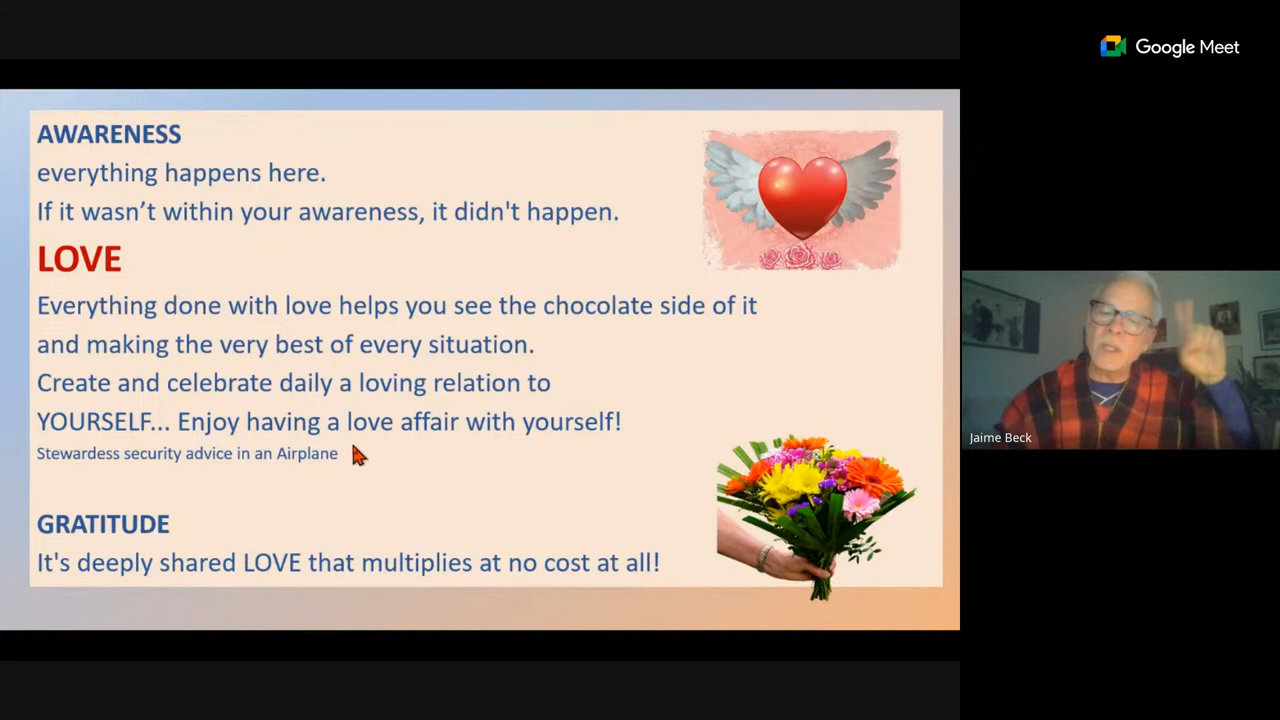 Google Meet
AWARENESS
everything happens here.
If it wasn’t within your awareness, it didn't happen.
LOVE
Everything done with love helps you see the chocolate side of it
and making the very best of every situation.
Create and celebrate daily a loving relation to
YOURSELF... Enjoy having a love affair with yourself!
Stewardess security advice in an Airplane
GRATITUDE
It's deeply shared LOVE that multiplies at no cost at all!
Jaime Beck